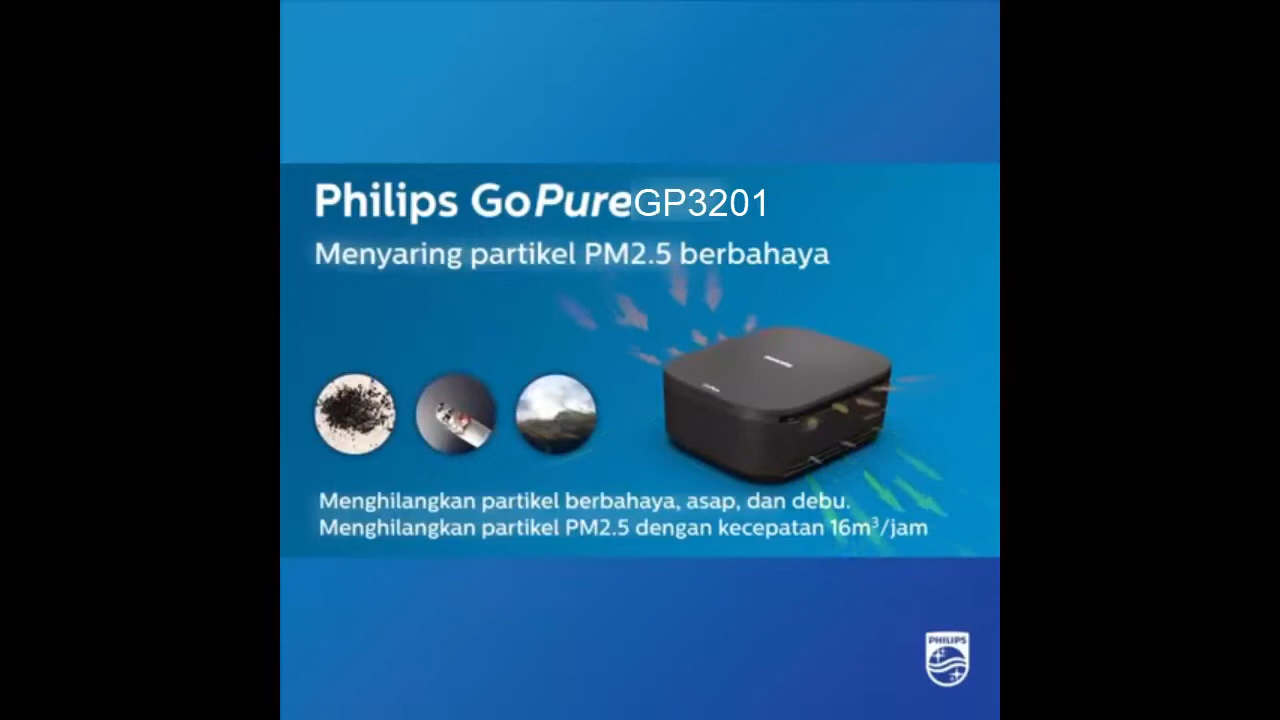 Philips GoPureGP3201
Menyaring partikel PM2.5 berbahaya
PHILIPS
Menghilangkan partikel berbahaya, asap, dan debu.
Menghilangkan partikel PM2.5 dengan kecepatan 16m³/jam
PHILIPS